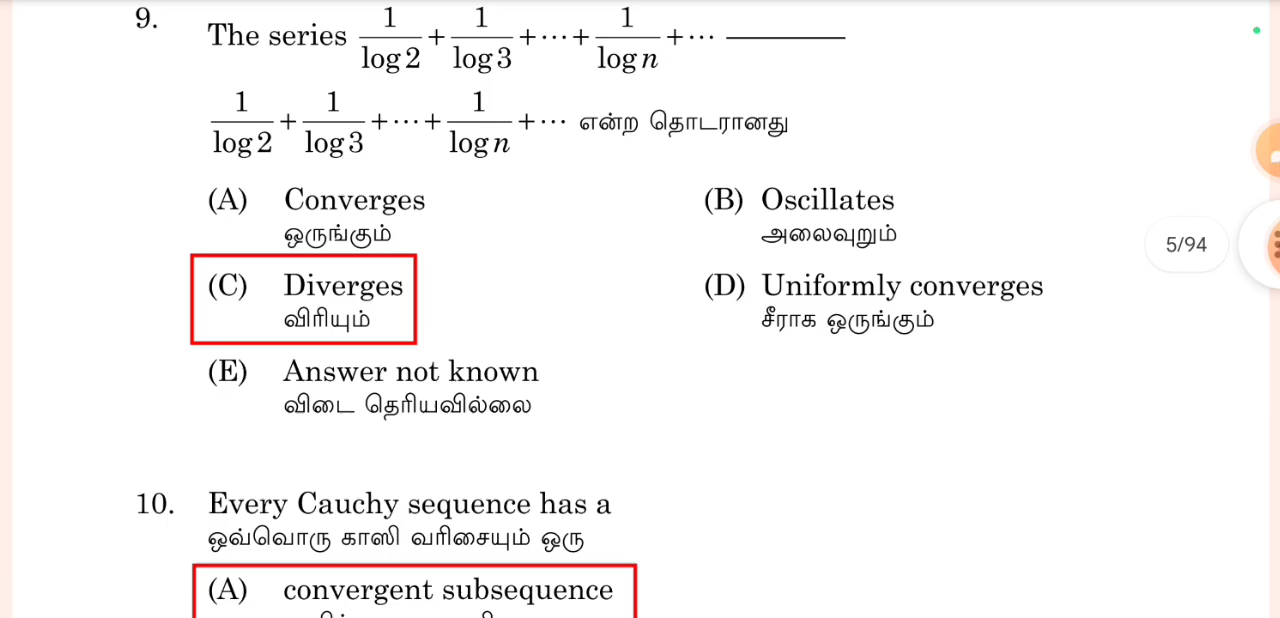 9. The series 1/log 2 + 1/log 3 + ··· + 1/log n + ··· ________
1/log 2 + 1/log 3 + ··· + 1/log n + ··· என்ற தொடரானது
(A) Converges (B) Oscillates
ஒருங்கும் அலைவுறும்
(C) Diverges (D) Uniformly converges
விரியும் சீராக ஒருங்கும்
5/94
(E) Answer not known
விடை தெரியவில்லை
10. Every Cauchy sequence has a
ஒவ்வொரு காஸி வரிசையும் ஒரு
(A) convergent subsequence